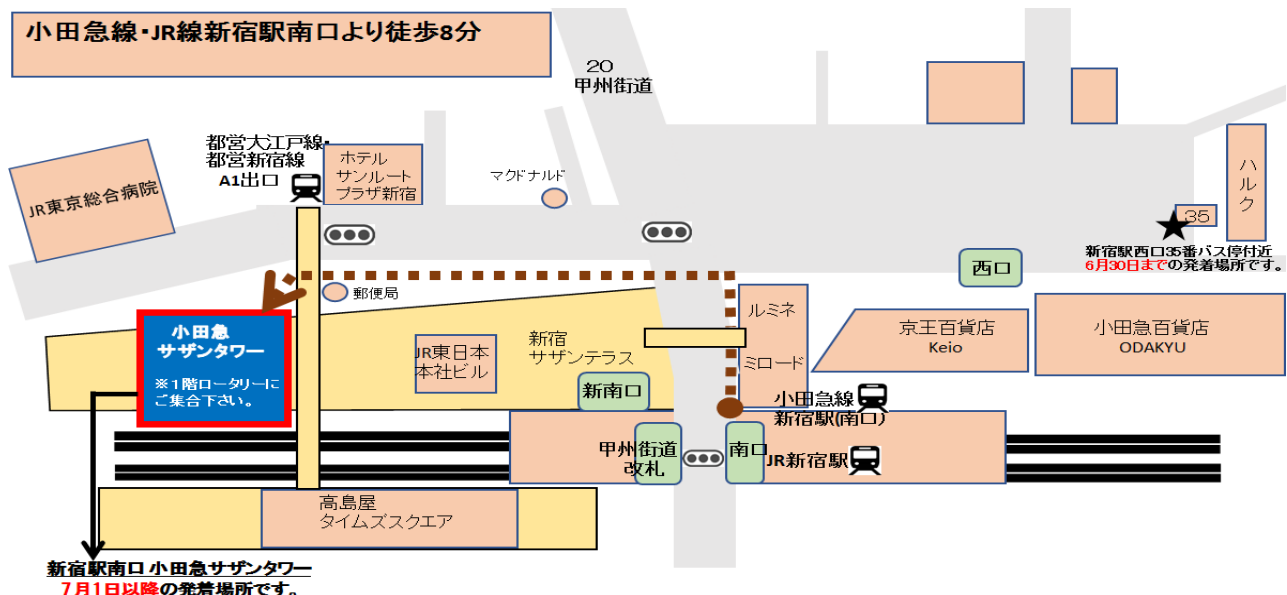 小田急線・JR線新宿駅南口より徒歩8分
20
甲州街道
都営大江戸線・
都営新宿線
A1出口
ホテル
サンルート
プラザ新宿
マクドナルド
JR東京総合病院
ハルク
35
新宿駅西口35番バス停付近
6月30日までの発着場所です。
西口
郵便局
小田急
サザンタワー
※1階ロータリーに
ご集合下さい。
JR東日本
本社ビル
新宿
サザンテラス
新南口
ルミネ
ミロード
京王百貨店
Keio
小田急百貨店
ODAKYU
小田急線
新宿駅(南口)
甲州街道
改札
南口
JR新宿駅
高島屋
タイムズスクエア
新宿駅南口 小田急サザンタワー
7月1日以降の発着場所です。